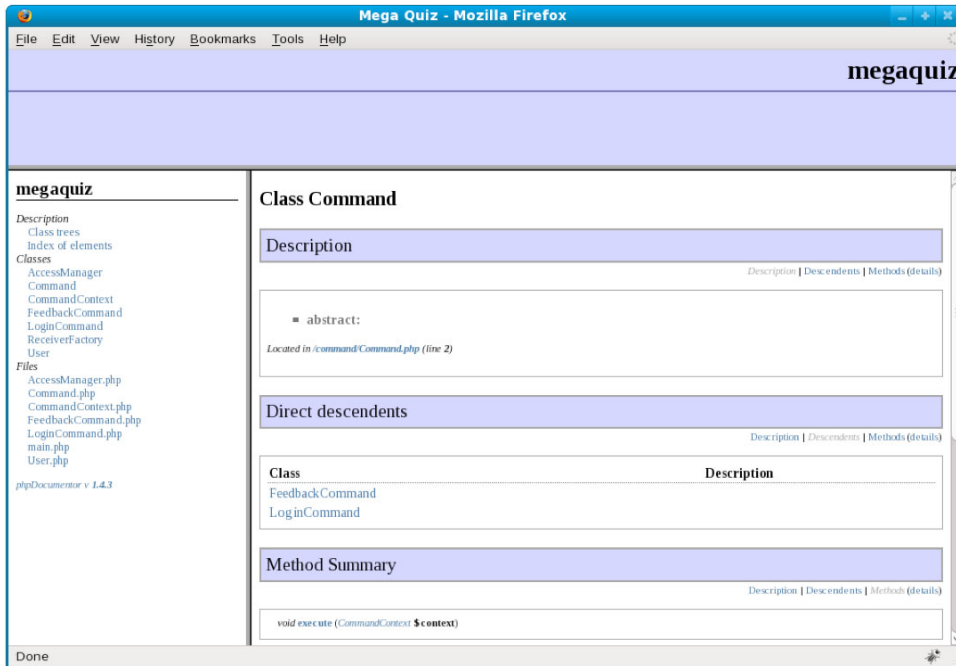 Mega Quiz - Mozilla Firefox
File Edit View History Bookmarks Tools Help
megaquiz
megaquiz
Description
Class trees
Index of elements
Classes
AccessManager
Command
CommandContext
FeedbackCommand
LoginCommand
ReceiverFactory
User
Files
AccessManager.php
Command.php
CommandContext.php
FeedbackCommand.php
LoginCommand.php
main.php
User.php
phpDocumentor v 1.4.3
Class Command
Description
Description | Descendents | Methods (details)
abstract:
Located in /command/Command.php (line 2)
Direct descendents
Description | Descendents | Methods (details)
Class Description
FeedbackCommand
LoginCommand
Method Summary
Description | Descendents | Methods (details)
void execute (CommandContext $context)
Done